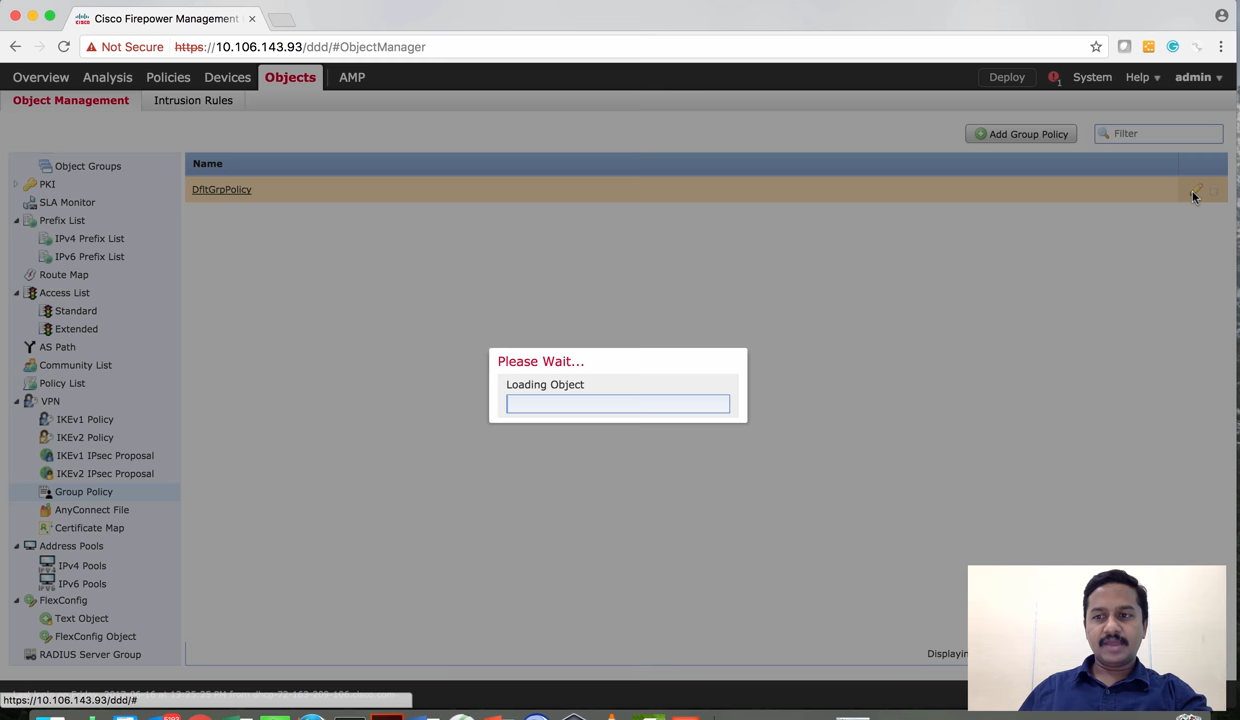 Cisco Firepower Management
Not Secure https://10.106.143.93/ddd/#ObjectManager
Overview Analysis Policies Devices Objects AMP Deploy 1 System Help admin
Object Management Intrusion Rules
Add Group Policy Filter
Object Groups
PKI
SLA Monitor
Prefix List
IPv4 Prefix List
IPv6 Prefix List
Route Map
Access List
Standard
Extended
AS Path
Community List
Policy List
VPN
IKEv1 Policy
IKEv2 Policy
IKEv1 IPsec Proposal
IKEv2 IPsec Proposal
Group Policy
AnyConnect File
Certificate Map
Address Pools
IPv4 Pools
IPv6 Pools
FlexConfig
Text Object
FlexConfig Object
RADIUS Server Group
Name
DfltGrpPolicy
Please Wait...
Loading Object
https://10.106.143.93/ddd/#